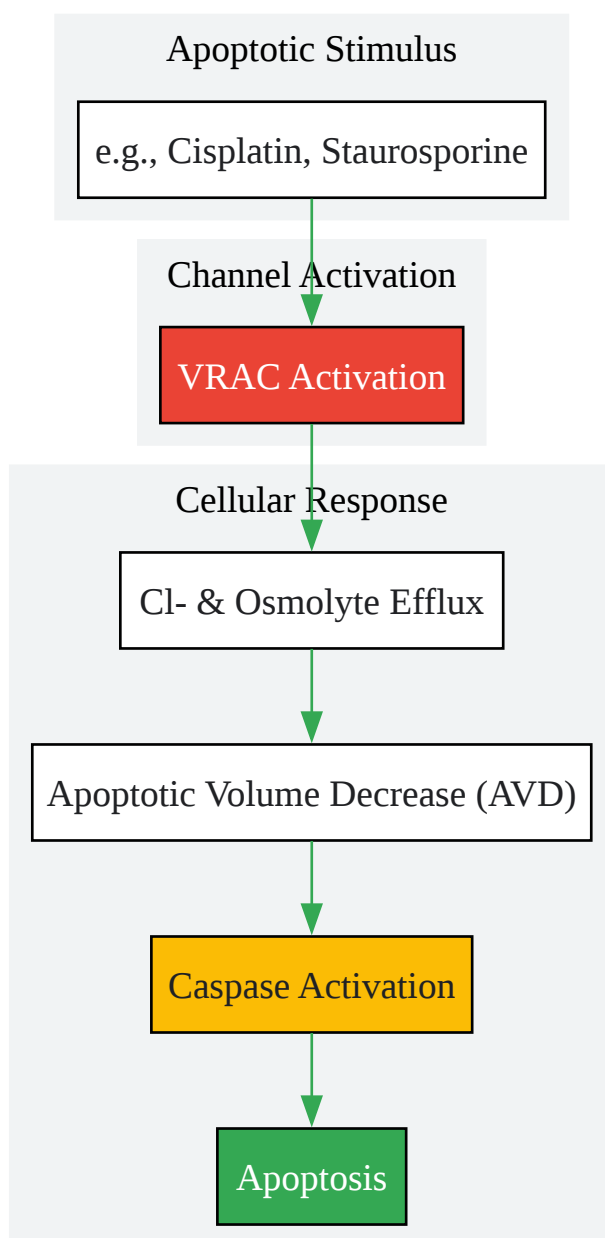 Apoptotic Stimulus
e.g., Cisplatin, Staurosporine
Channel Activation
VRAC Activation
Cellular Response
Cl- & Osmolyte Efflux
Apoptotic Volume Decrease (AVD)
Caspase Activation
Apoptosis